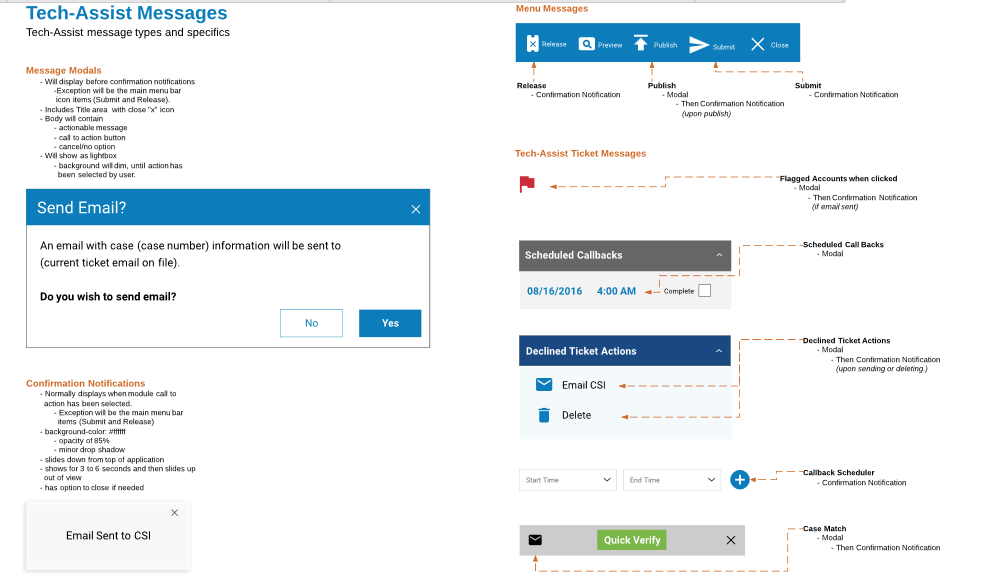 Tech-Assist Messages
Tech-Assist message types and specifics
Message Modals
- Will display before confirmation notifications
-Exception will be the main menu bar
icon items (Submit and Release).
- Includes Title area with close "x" icon
- Body will contain
- actionable message
- call to action button
- cancel/no option
- Will show as lightbox
- background will dim, until action has
been selected by user.
Send Email?
An email with case (case number) information will be sent to
(current ticket email on file).
Do you wish to send email?
No
Yes
Confirmation Notifications
- Normally displays when module call to
action has been selected.
- Exception will be the main menu bar
items (Submit and Release)
- background-color: #ffffff
- opacity of 85%
- minor drop shadow
- slides down from top of application
- shows for 3 to 6 seconds and then slides up
out of view
- has option to close if needed
Email Sent to CSI
Menu Messages
Release
Preview
Publish
Submit
Close
Release
- Confirmation Notification
Publish
- Modal
- Then Confirmation Notification
(upon publish)
Submit
- Confirmation Notification
Tech-Assist Ticket Messages
Flagged Accounts when clicked
- Modal
- Then Confirmation Notification
(if email sent)
Scheduled Callbacks
08/16/2016
4:00 AM
Complete
Scheduled Call Backs
- Modal
Declined Ticket Actions
Email CSI
Delete
Declined Ticket Actions
- Modal
- Then Confirmation Notification
(upon sending or deleting.)
Start Time
End Time
Callback Scheduler
- Confirmation Notification
Quick Verify
Case Match
- Modal
- Then Confirmation Notification